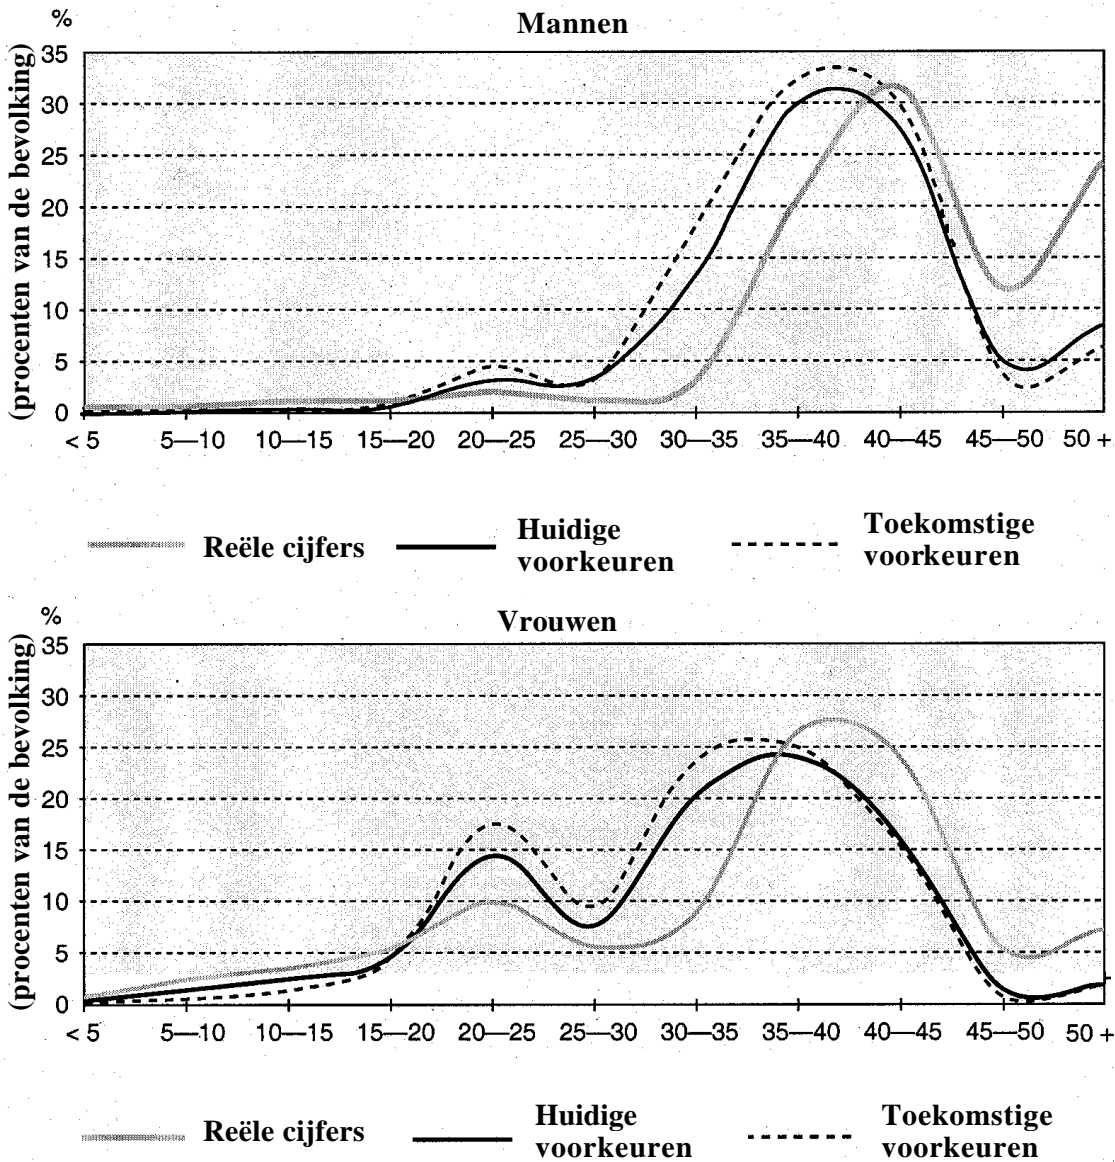 %
Mannen
(procenten van de bevolking)
35
30
25
20
15
10
5
0
< 5 5—10 10—15 15—20 20—25 25—30 30—35 35—40 40—45 45—50 50 +
Reële cijfers
Huidige
voorkeuren
Toekomstige
voorkeuren
%
Vrouwen
(procenten van de bevolking)
35
30
25
20
15
10
5
0
< 5 5—10 10—15 15—20 20—25 25—30 30—35 35—40 40—45 45—50 50 +
Reële cijfers
Huidige
voorkeuren
Toekomstige
voorkeuren